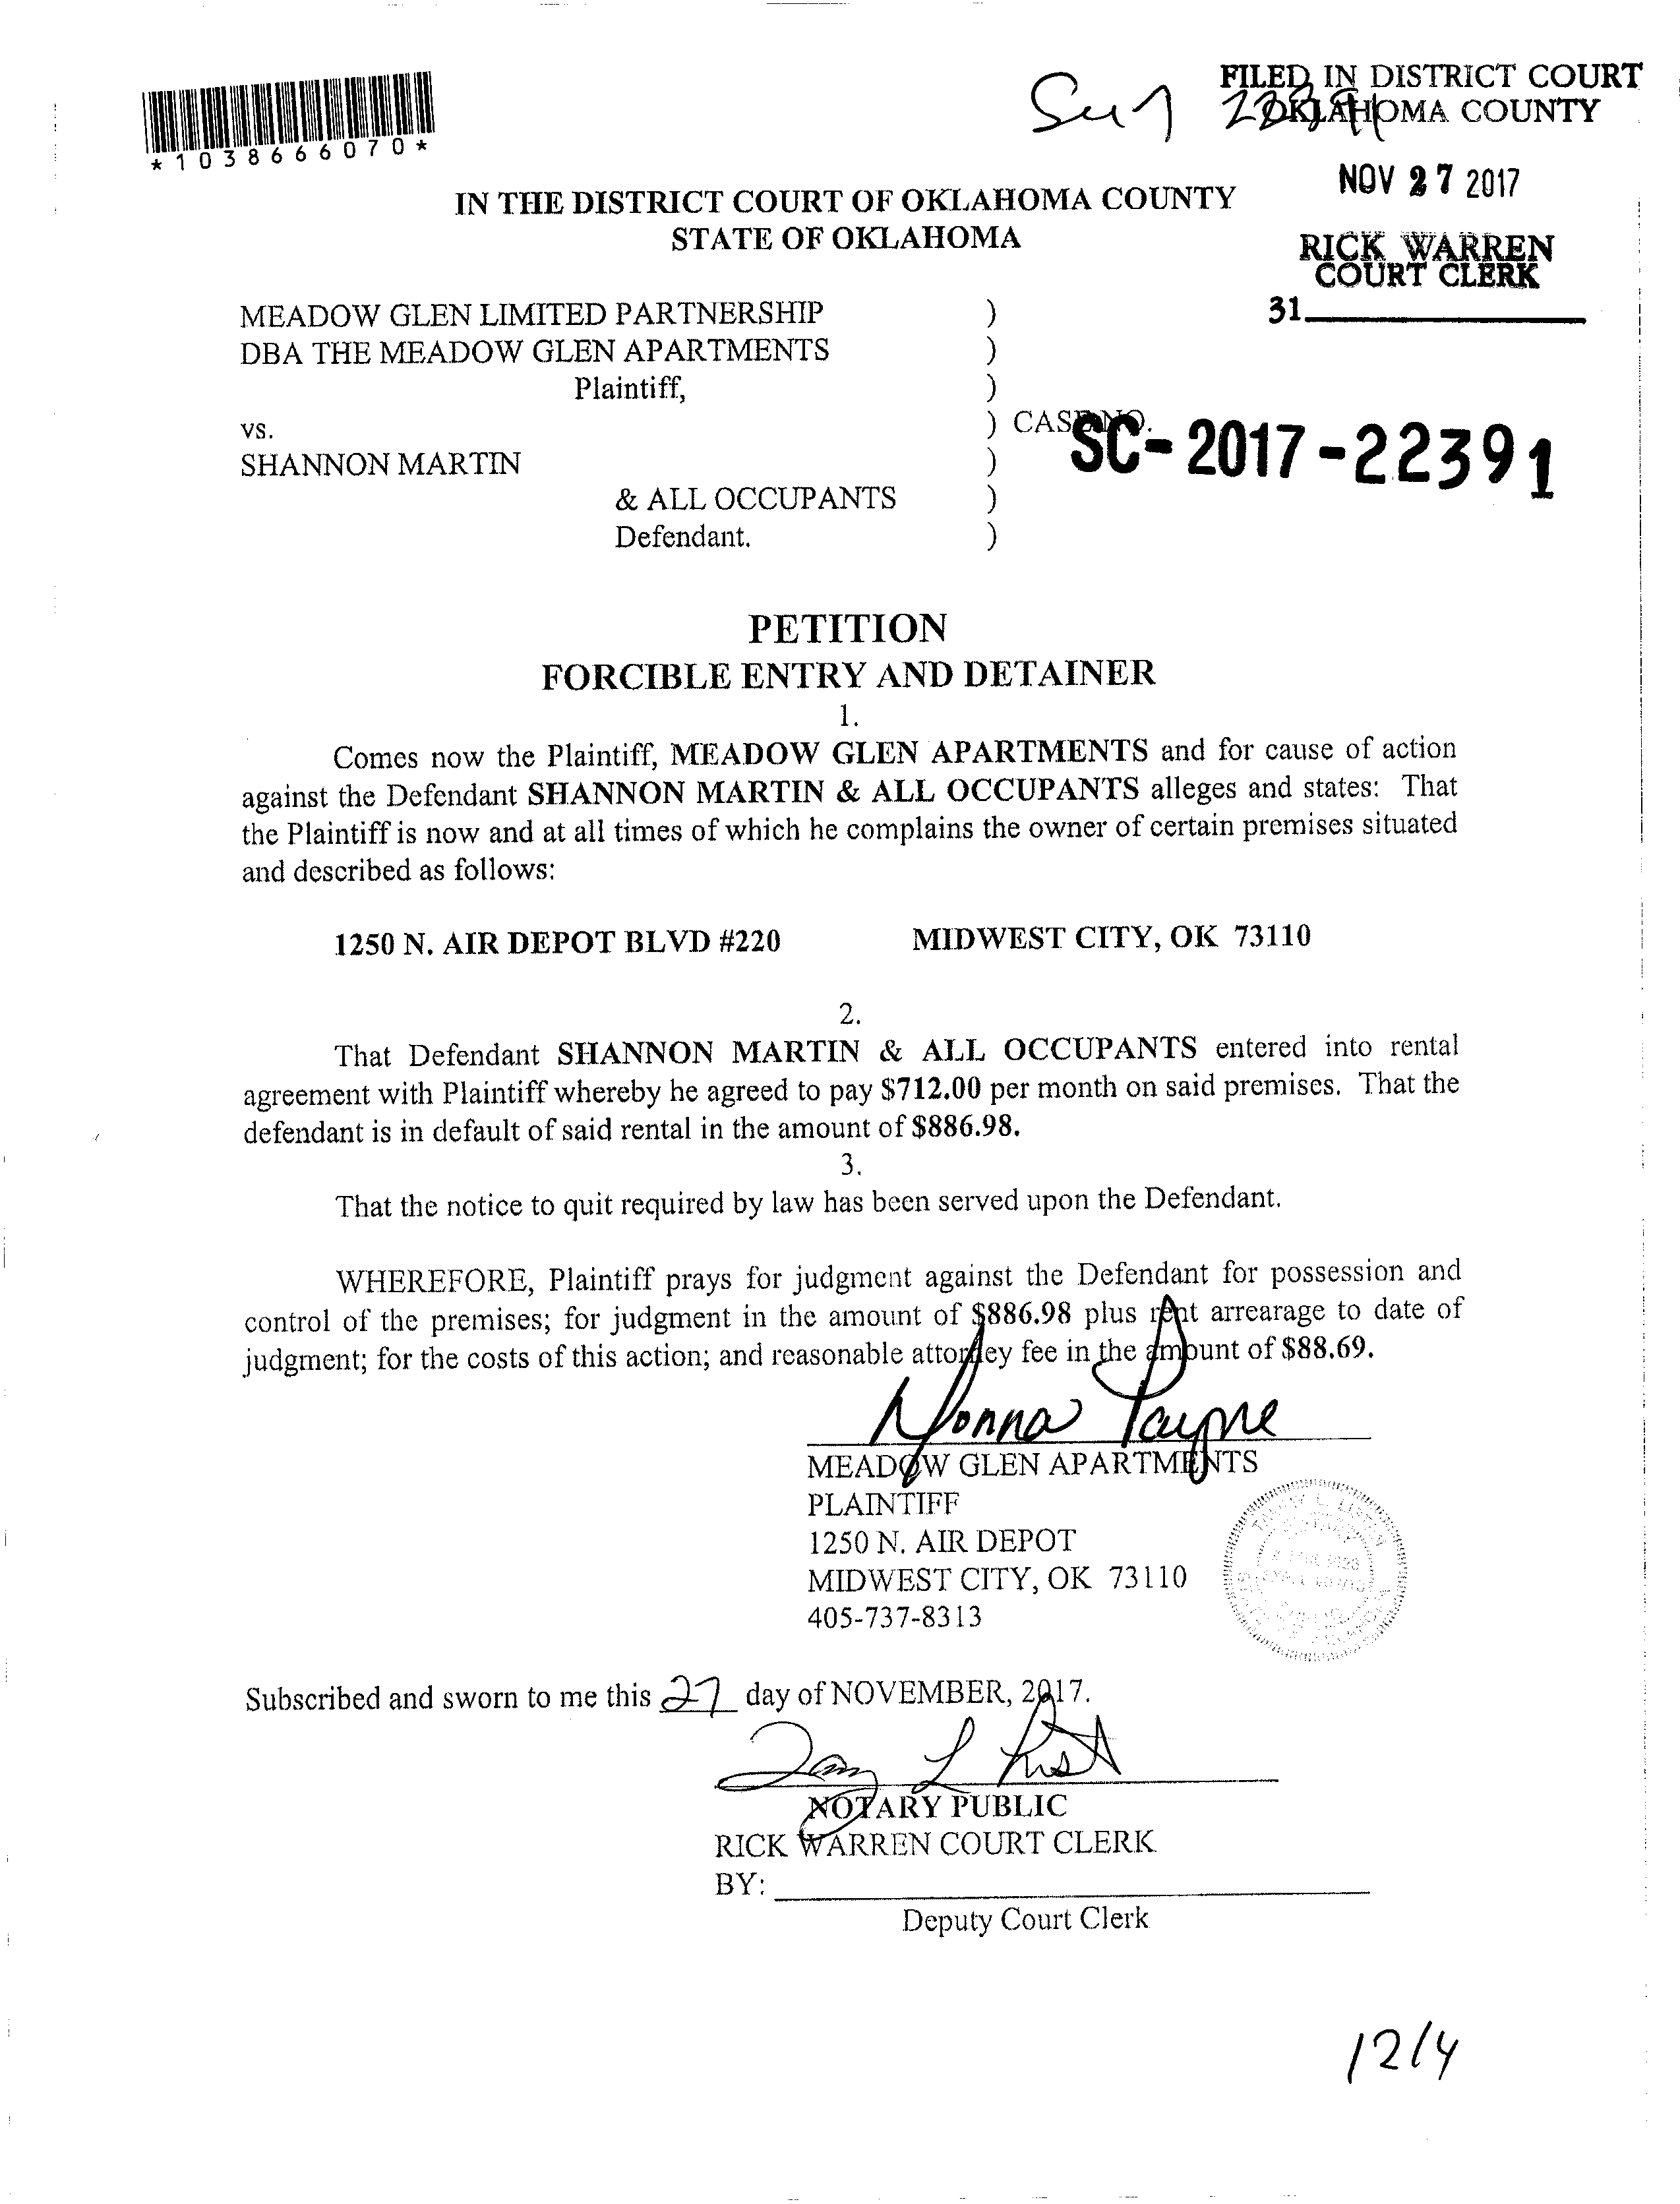 FILED IN DISTRICT COURT
OKLAHOMA COUNTY
*1038666070*
NOV 27 2017
IN THE DISTRICT COURT OF OKLAHOMA COUNTY
STATE OF OKLAHOMA
RICK WARREN
COURT CLERK
31
MEADOW GLEN LIMITED PARTNERSHIP )
DBA THE MEADOW GLEN APARTMENTS )
Plaintiff, )
vs. ) CASE NO. SC-2017-22391
SHANNON MARTIN )
& ALL OCCUPANTS )
Defendant. )
PETITION
FORCIBLE ENTRY AND DETAINER
1.
Comes now the Plaintiff, MEADOW GLEN APARTMENTS and for cause of action
against the Defendant SHANNON MARTIN & ALL OCCUPANTS alleges and states: That
the Plaintiff is now and at all times of which he complains the owner of certain premises situated
and described as follows:
1250 N. AIR DEPOT BLVD #220 MIDWEST CITY, OK 73110
2.
That Defendant SHANNON MARTIN & ALL OCCUPANTS entered into rental
agreement with Plaintiff whereby he agreed to pay $712.00 per month on said premises. That the
defendant is in default of said rental in the amount of $886.98.
3.
That the notice to quit required by law has been served upon the Defendant.
WHEREFORE, Plaintiff prays for judgment against the Defendant for possession and
control of the premises; for judgment in the amount of $886.98 plus rent arrearage to date of
judgment; for the costs of this action; and reasonable attorney fee in the amount of $88.69.
Donna Payne
MEADOW GLEN APARTMENTS
PLAINTIFF
1250 N. AIR DEPOT
MIDWEST CITY, OK 73110
405-737-8313
Subscribed and sworn to me this 27 day of NOVEMBER, 2017.
NOTARY PUBLIC
RICK WARREN COURT CLERK
BY:
Deputy Court Clerk
12/4